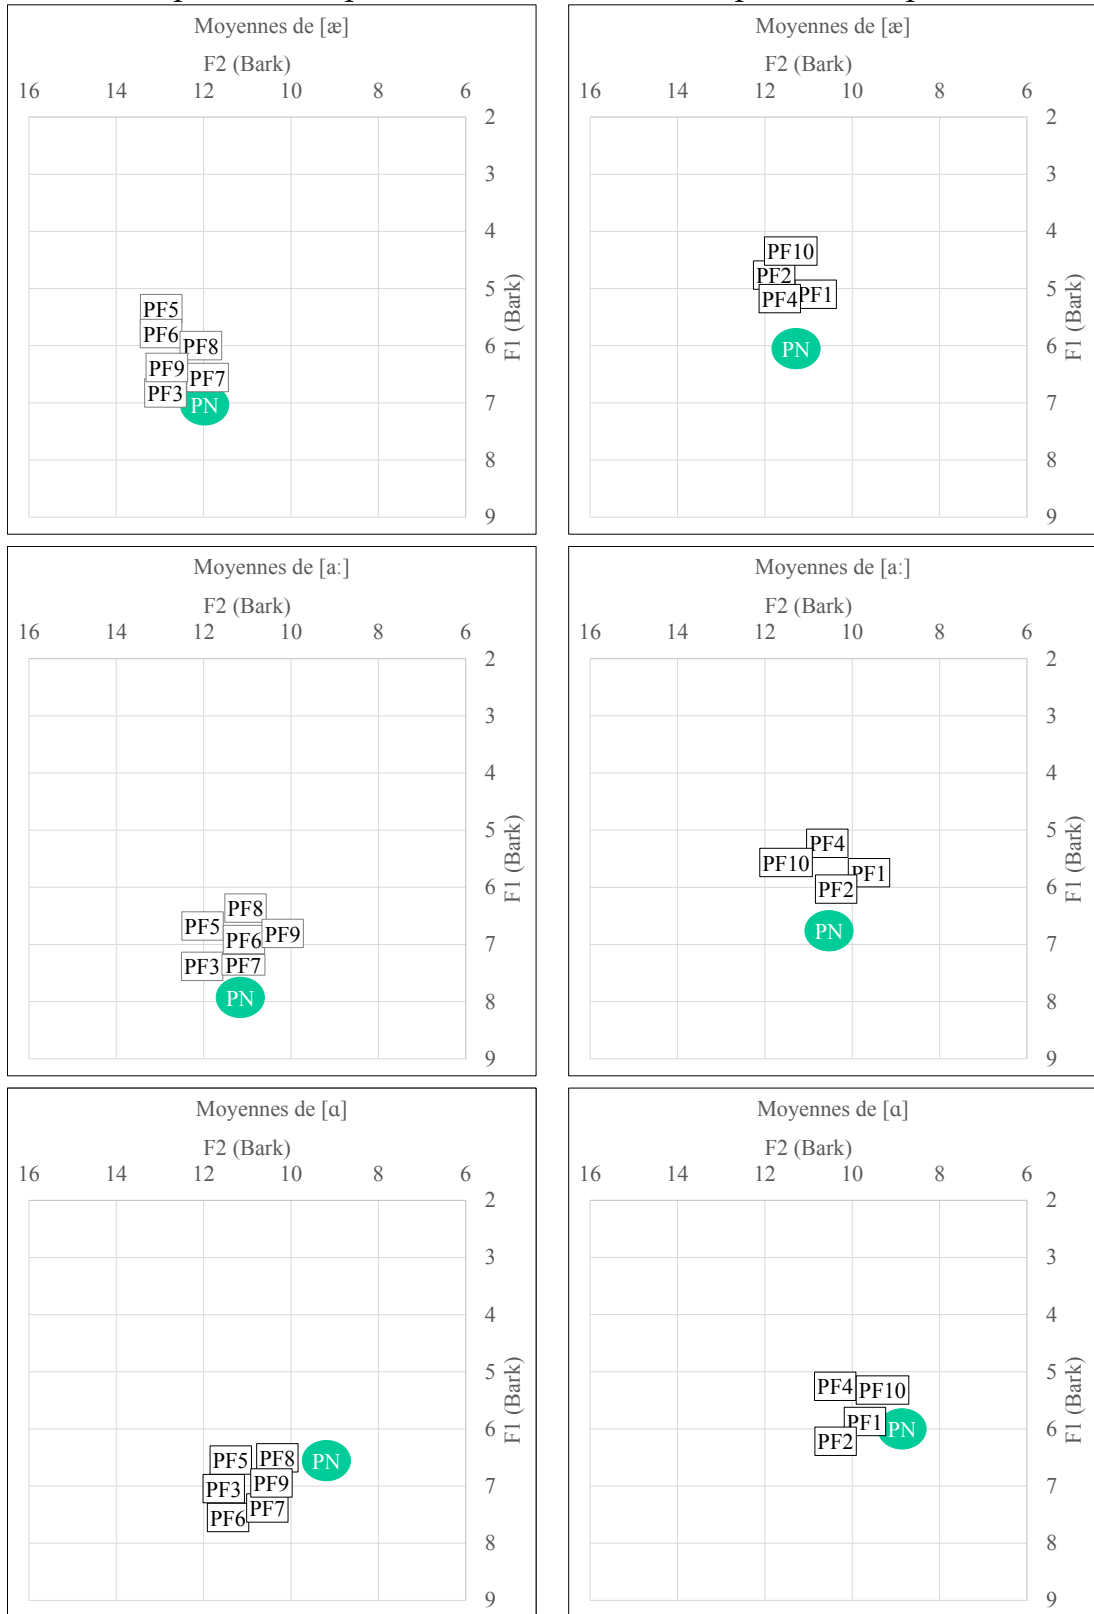 Moyennes de [æ]
F2 (Bark)
16 14 12 10 8 6
2
3
4
5
6
7
8
9
F1 (Bark)
PF5
PF6
PF8
PF9
PF7
PF3
PN
Moyennes de [æ]
F2 (Bark)
16 14 12 10 8 6
2
3
4
5
6
7
8
9
F1 (Bark)
PF10
PF2
PF4
PF1
PN
Moyennes de [a:]
F2 (Bark)
16 14 12 10 8 6
2
3
4
5
6
7
8
9
F1 (Bark)
PF8
PF5
PF6
PF9
PF3
PF7
PN
Moyennes de [a:]
F2 (Bark)
16 14 12 10 8 6
2
3
4
5
6
7
8
9
F1 (Bark)
PF4
PF10
PF1
PF2
PN
Moyennes de [ɑ]
F2 (Bark)
16 14 12 10 8 6
2
3
4
5
6
7
8
9
F1 (Bark)
PF5
PF8
PN
PF3
PF9
PF6
PF7
Moyennes de [ɑ]
F2 (Bark)
16 14 12 10 8 6
2
3
4
5
6
7
8
9
F1 (Bark)
PF4
PF10
PF1
PN
PF2